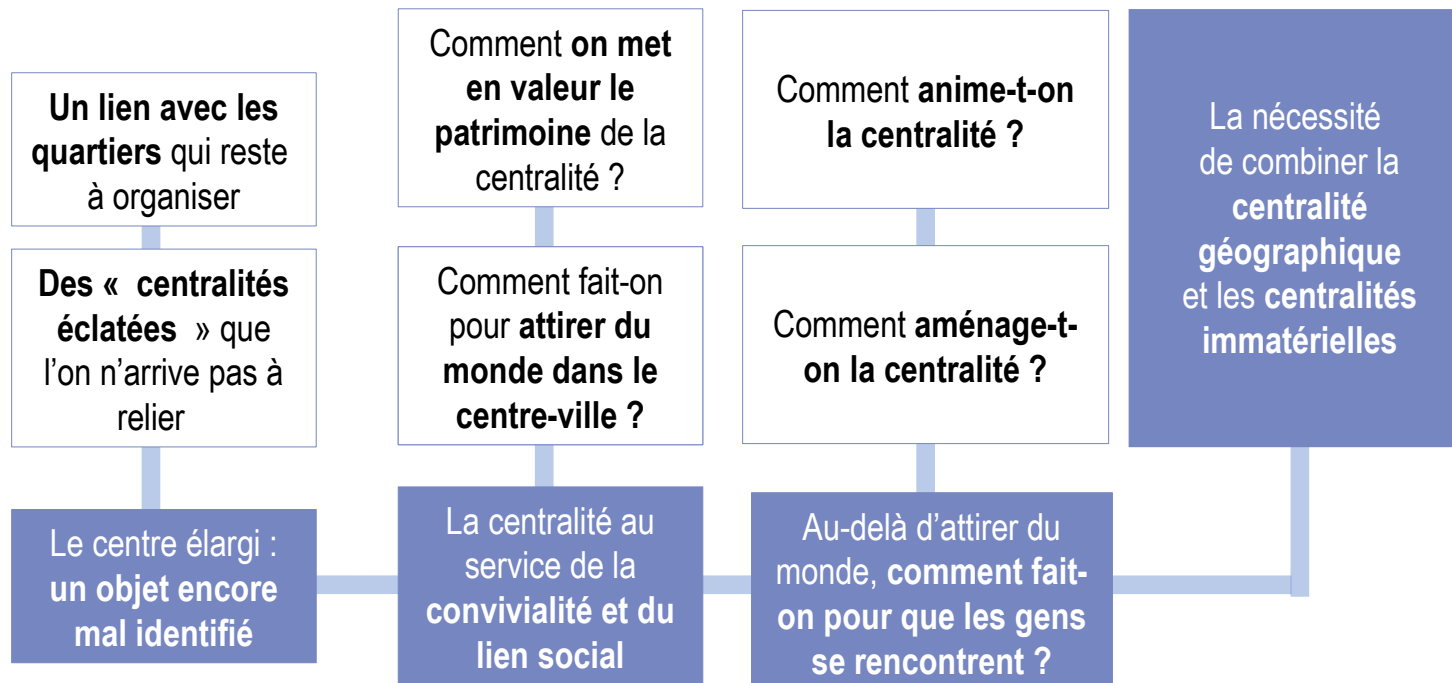 Un lien avec les
quartiers qui reste
à organiser
Des « centralités
éclatées » que
l’on n’arrive pas à
relier
Le centre élargi :
un objet encore
mal identifié
Comment on met
en valeur le
patrimoine de la
centralité ?
Comment fait-on
pour attirer du
monde dans le
centre-ville ?
La centralité au
service de la
convivialité et du
lien social
Comment anime-t-on
la centralité ?
Comment aménage-t-
on la centralité ?
Au-delà d’attirer du
monde, comment fait-
on pour que les gens
se rencontrent ?
La nécessité
de combiner la
centralité
géographique
et les centralités
immatérielles